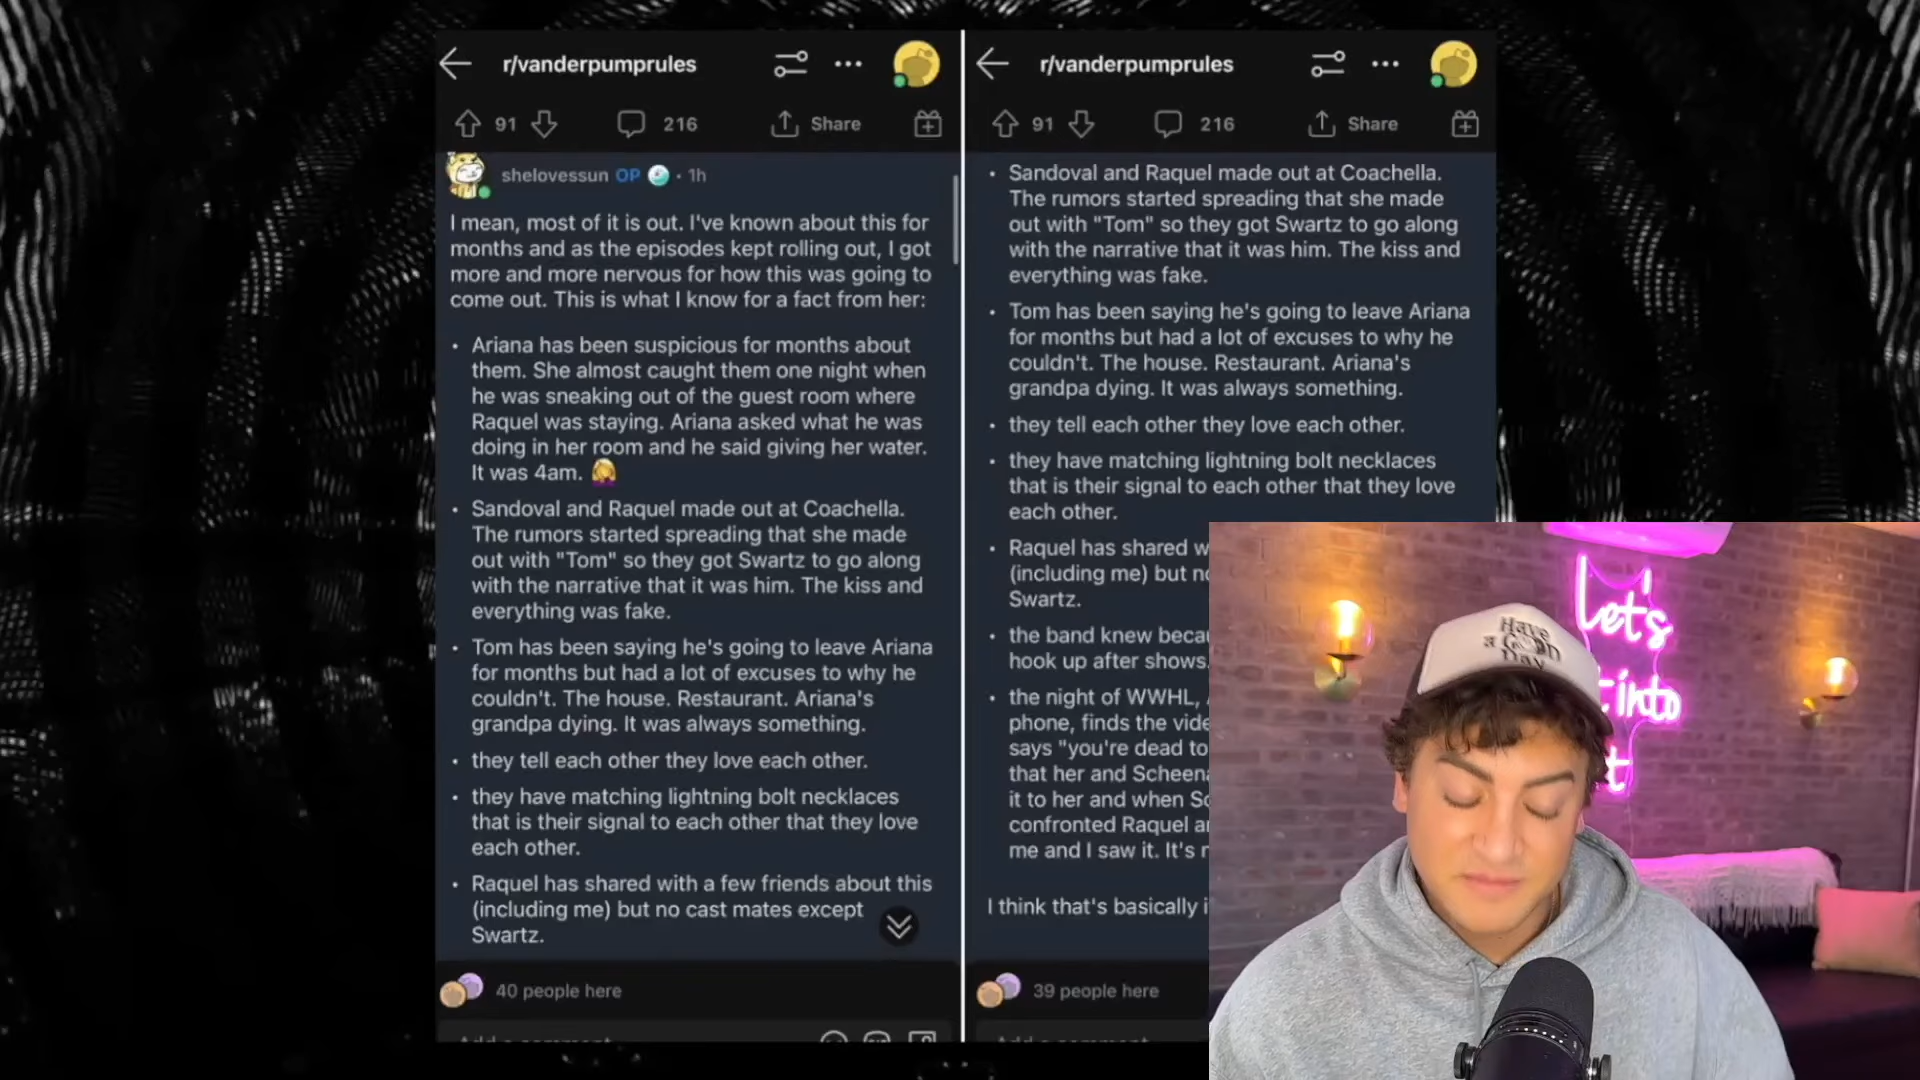 r/vanderpumprules
91
216
Share
shelovessun OP • 1h
I mean, most of it is out. I've known about this for
months and as the episodes kept rolling out, I got
more and more nervous for how this was going to
come out. This is what I know for a fact from her:
• Ariana has been suspicious for months about
them. She almost caught them one night when
he was sneaking out of the guest room where
Raquel was staying. Ariana asked what he was
doing in her room and he said giving her water.
It was 4am.
• Sandoval and Raquel made out at Coachella.
The rumors started spreading that she made
out with "Tom" so they got Swartz to go along
with the narrative that it was him. The kiss and
everything was fake.
• Tom has been saying he's going to leave Ariana
for months but had a lot of excuses to why he
couldn't. The house. Restaurant. Ariana's
grandpa dying. It was always something.
• they tell each other they love each other.
• they have matching lightning bolt necklaces
that is their signal to each other that they love
each other.
• Raquel has shared with a few friends about this
(including me) but no cast mates except
Swartz.
40 people here
Add a comment
r/vanderpumprules
91
216
Share
• Sandoval and Raquel made out at Coachella.
The rumors started spreading that she made
out with "Tom" so they got Swartz to go along
with the narrative that it was him. The kiss and
everything was fake.
• Tom has been saying he's going to leave Ariana
for months but had a lot of excuses to why he
couldn't. The house. Restaurant. Ariana's
grandpa dying. It was always something.
• they tell each other they love each other.
• they have matching lightning bolt necklaces
that is their signal to each other that they love
each other.
• Raquel has shared w
(including me) but
Swartz.
• the band knew
hook up after shows.
• the night of WWHL,
phone, finds the
says "you're dead to
that her and
it to her and when
confronted Raquel
me and I saw it. It's
I think that's basically
39 people here
Add a comment
Let's
into
t
Have
a Good
Day